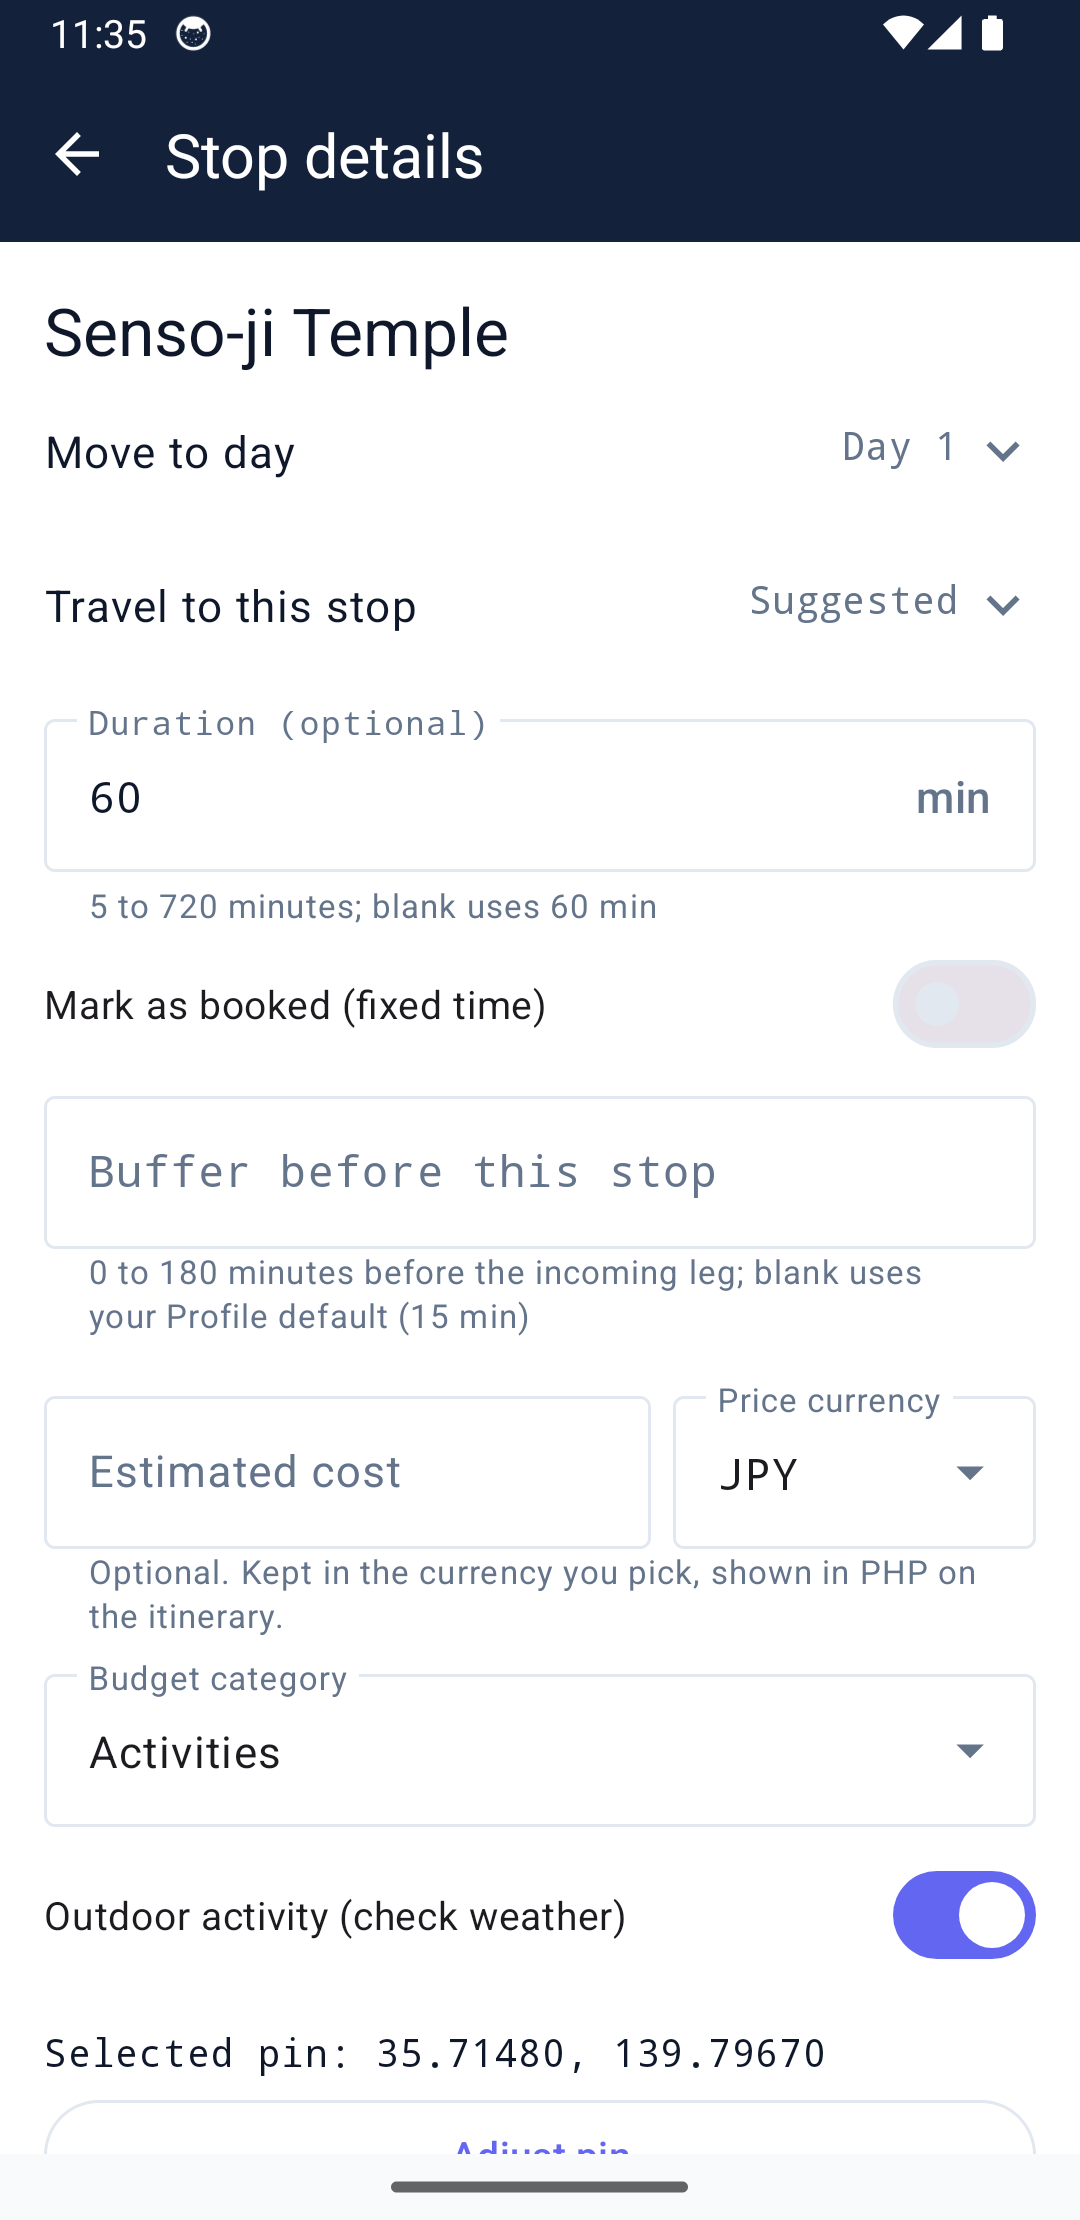 11:35
Stop details
Senso-ji Temple
Move to day
Day 1
Travel to this stop
Suggested
Duration (optional)
60
min
5 to 720 minutes; blank uses 60 min
Mark as booked (fixed time)
Buffer before this stop
0 to 180 minutes before the incoming leg; blank uses
your Profile default (15 min)
Estimated cost
Price currency
JPY
Optional. Kept in the currency you pick, shown in PHP on
the itinerary.
Budget category
Activities
Outdoor activity (check weather)
Selected pin: 35.71480, 139.79670
Adjust pin